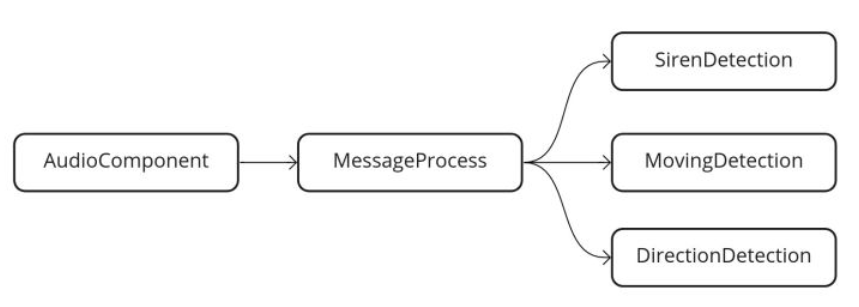 SirenDetection
AudioComponent
MessageProcess
MovingDetection
DirectionDetection